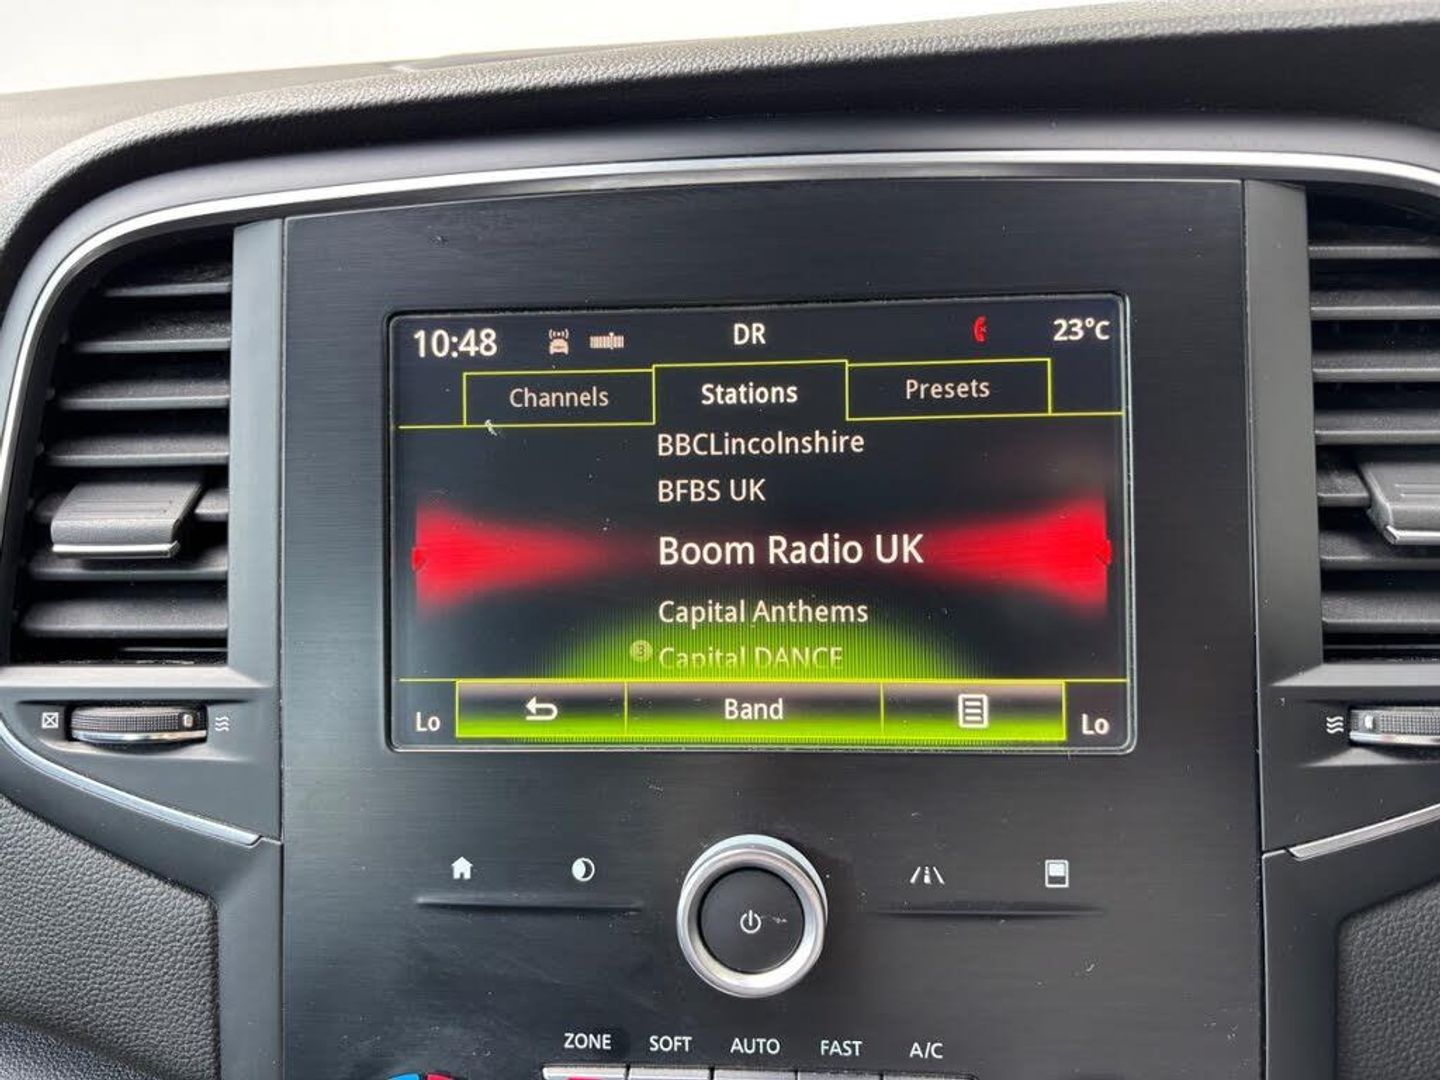 10:48 DR 23°C
Channels Stations Presets
BBCLincolnshire
BFBS UK
Boom Radio UK
Capital Anthems
3 Capital DANCE
Lo Band Lo
ZONE SOFT AUTO FAST A/C